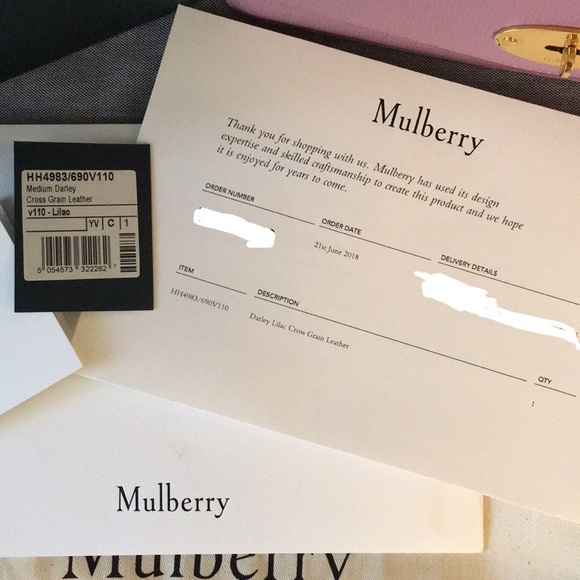 Mulberry
Thank you for shopping with us. Mulberry has used its design
expertise and skilled craftsmanship to create this product and we hope
it is enjoyed for years to come.
ORDER NUMBER
ORDER DATE
DELIVERY DETAILS
21st June 2018
ITEM
DESCRIPTION
QTY
HH4983/690V110
Darley Lilac Cross Grain Leather
1
HH4983/690V110
Medium Darley
Cross Grain Leather
v110 - Lilac
YV C 1
5 054573 322262 >
Mulberry
Mulberry